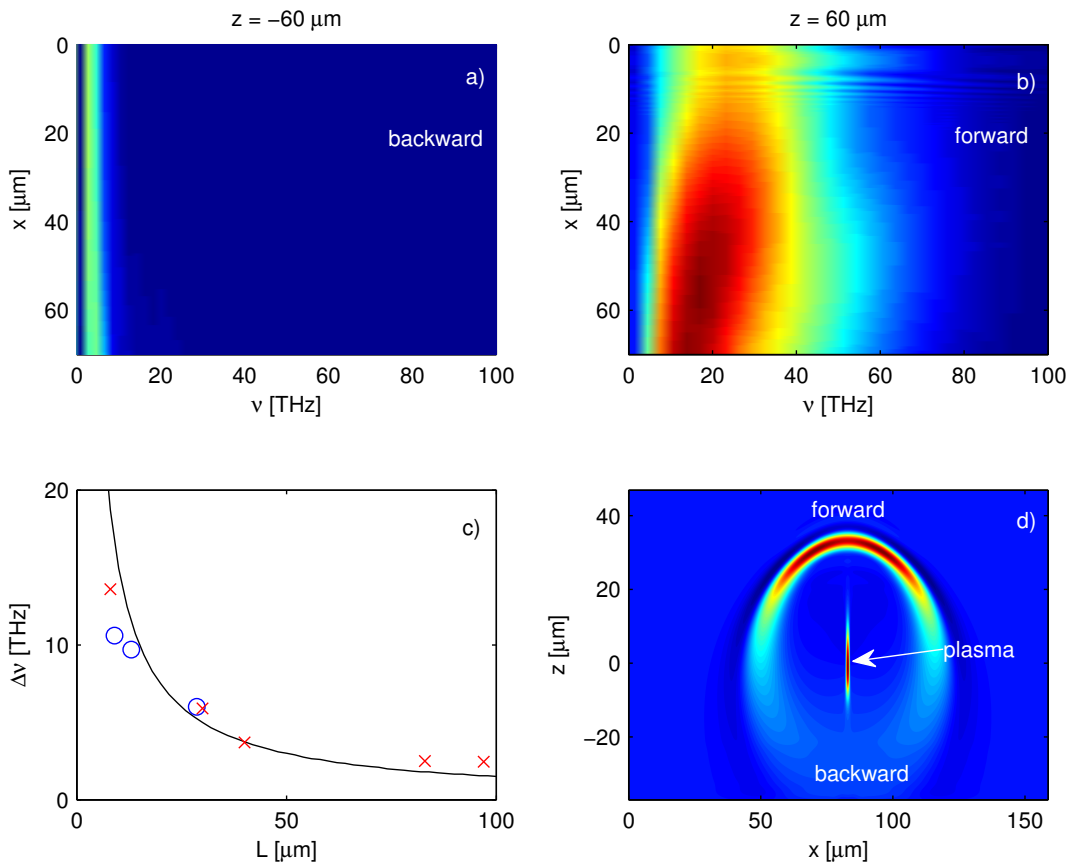 z = −60 μm
z = 60 μm
0
20
40
60
x [μm]
a)
backward
0 20 40 60 80 100
ν [THz]
0
20
40
60
x [μm]
b)
forward
0 20 40 60 80 100
ν [THz]
20
10
0
Δν [THz]
c)
0 50 100
L [μm]
40
20
0
−20
z [μm]
forward
d)
plasma
backward
0 50 100 150
x [μm]